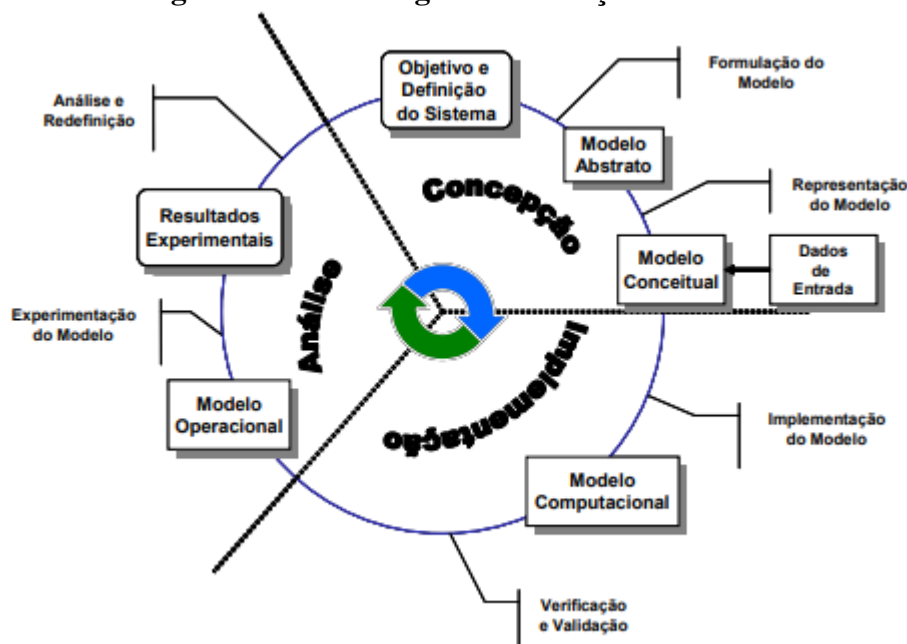 Objetivo e
Definição
do Sistema
Formulação do
Modelo
Modelo
Abstrato
Representação
do Modelo
Modelo
Conceitual
Dados
de
Entrada
Implementação
do Modelo
Modelo
Computacional
Verificação
e Validação
Modelo
Operacional
Experimentação
do Modelo
Resultados
Experimentais
Análise e
Redefinição
Concepção
Implementação
Análise